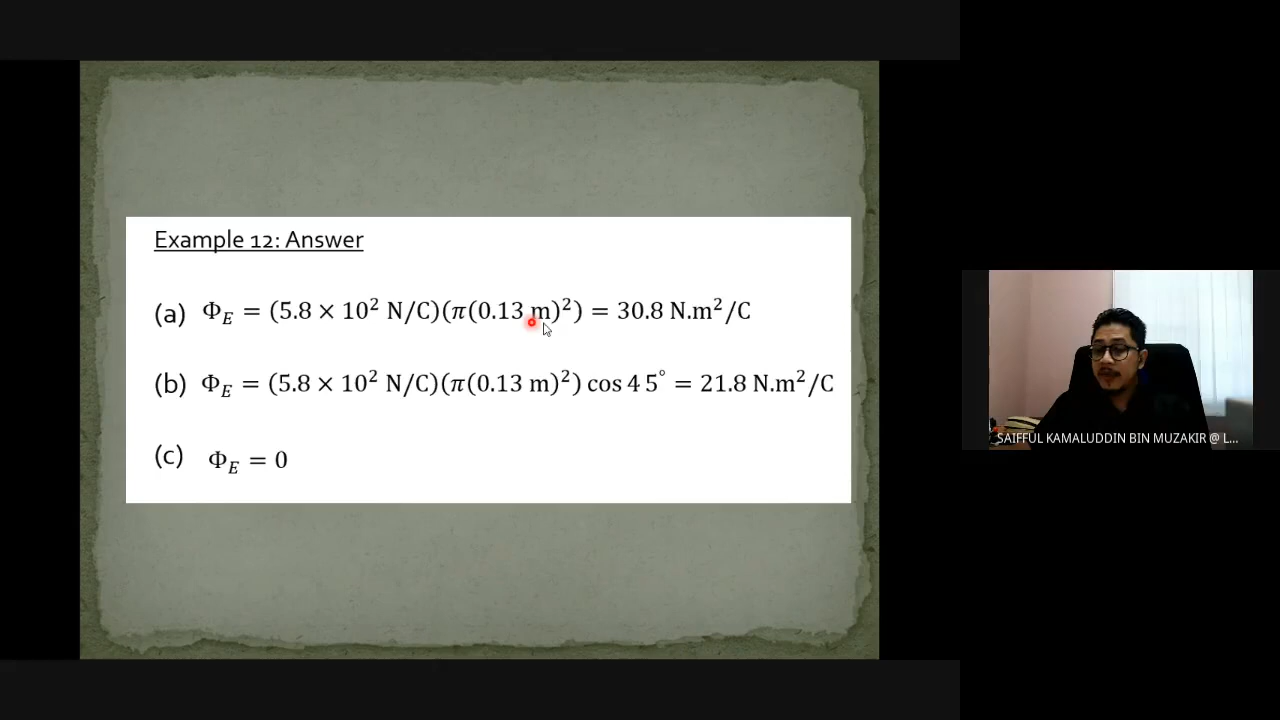 Example 12: Answer
(a) Φ_E = (5.8 × 10² N/C)(π(0.13 m)²) = 30.8 N.m²/C
(b) Φ_E = (5.8 × 10² N/C)(π(0.13 m)²) cos 45° = 21.8 N.m²/C
(c) Φ_E = 0
SAIFFUL KAMALUDDIN BIN MUZAKIR @ L...